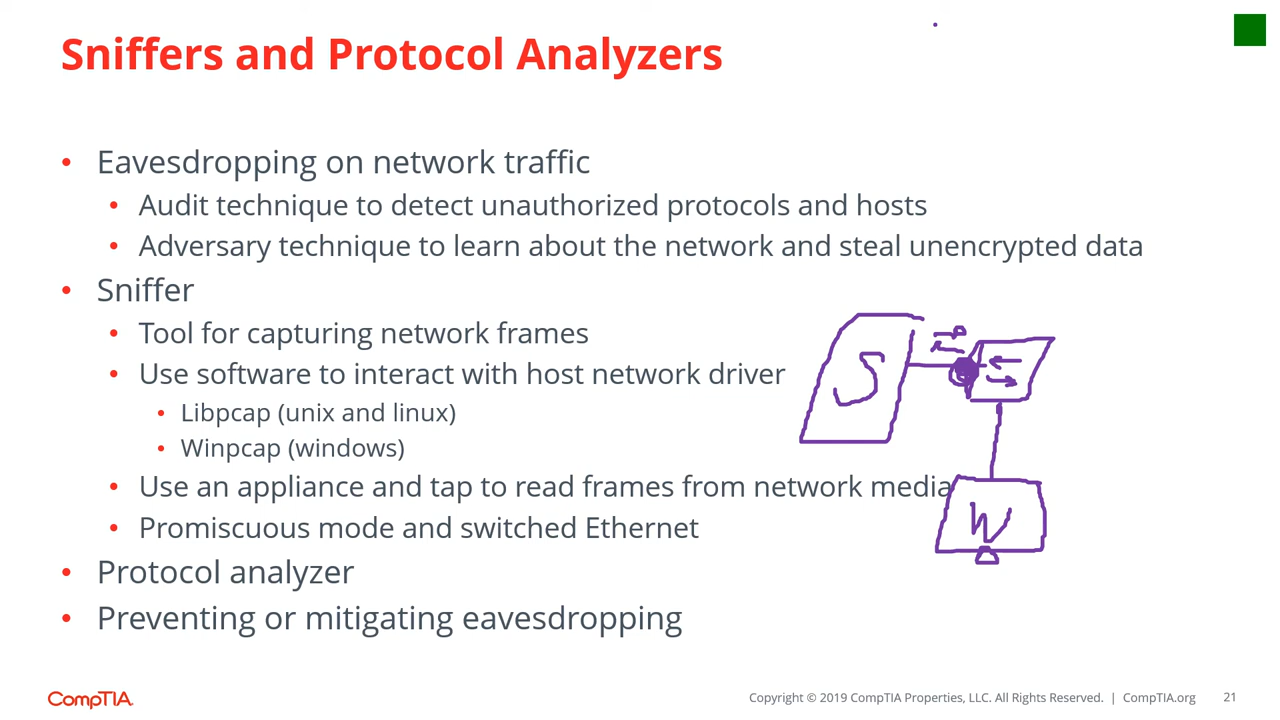 Sniffers and Protocol Analyzers
• Eavesdropping on network traffic
• Audit technique to detect unauthorized protocols and hosts
• Adversary technique to learn about the network and steal unencrypted data
• Sniffer
• Tool for capturing network frames
• Use software to interact with host network driver
• Libpcap (unix and linux)
• Winpcap (windows)
• Use an appliance and tap to read frames from network media
• Promiscuous mode and switched Ethernet
• Protocol analyzer
• Preventing or mitigating eavesdropping
S
W
CompTIA.
Copyright © 2019 CompTIA Properties, LLC. All Rights Reserved. | CompTIA.org 21